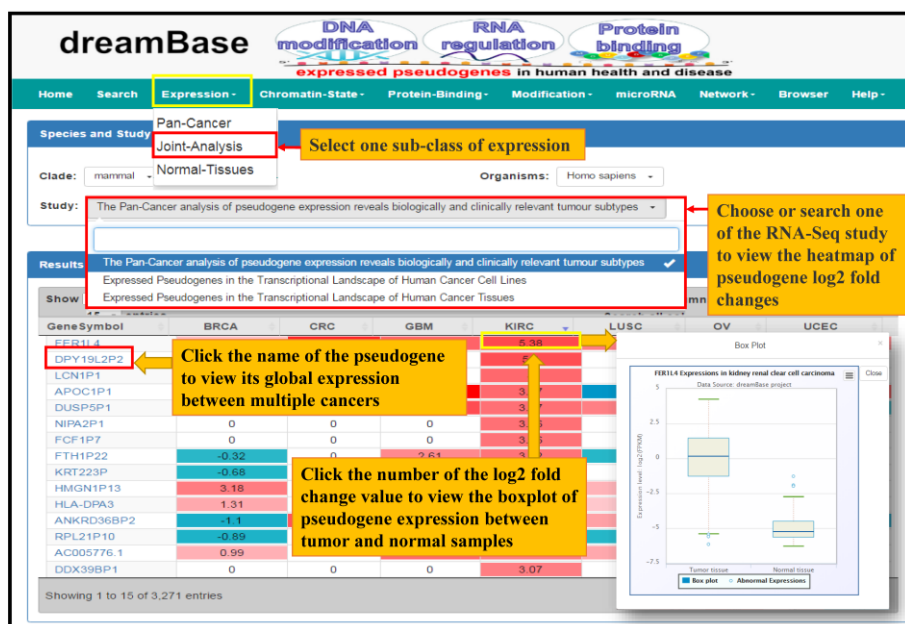 dreamBase
DNA modification RNA regulation Protein binding
expressed pseudogenes in human health and disease
Home Search Expression Chromatin-State Protein-Binding Modification microRNA Network Browser Help
Species and Study
Pan-Cancer
Joint-Analysis
Normal-Tissues
Select one sub-class of expression
Clade: mammal Organisms: Homo sapiens
Study: The Pan-Cancer analysis of pseudogene expression reveals biologically and clinically relevant tumour subtypes
The Pan-Cancer analysis of pseudogene expression reveals biologically and clinically relevant tumour subtypes
Expressed Pseudogenes in the Transcriptional Landscape of Human Cancer Cell Lines
Expressed Pseudogenes in the Transcriptional Landscape of Human Cancer Tissues
Choose or search one
of the RNA-Seq study
to view the heatmap of
pseudogene log2 fold
changes
Results
Show
GeneSymbol BRCA CRC GBM KIRC LUSC OV UCEC
FER1L4 5.38
DPY19L2P2
LCN1P1
APOC1P1
DUSP5P1
NIPA2P1 0 0 0
FCF1P7 0 0 0
FTH1P22 -0.32 2.61
KRT223P -0.68
HMGN1P13 3.18
HLA-DPA3 1.31
ANKRD36BP2 -1.1
RPL21P10 -0.89
AC005776.1 0.99
DDX39BP1 0 0 0 3.07
Showing 1 to 15 of 3,271 entries
Click the name of the pseudogene
to view its global expression
between multiple cancers
Click the number of the log2 fold
change value to view the boxplot of
pseudogene expression between
tumor and normal samples
Box Plot
×
Close
FER1L4 Expressions in kidney renal clear cell carcinoma
Data Source: dreamBase project
Expression level: log2(FPKM)
5
0
-2.5
-5
-7.5
Tumor tissue Normal tissue
Box plot Abnormal Expressions